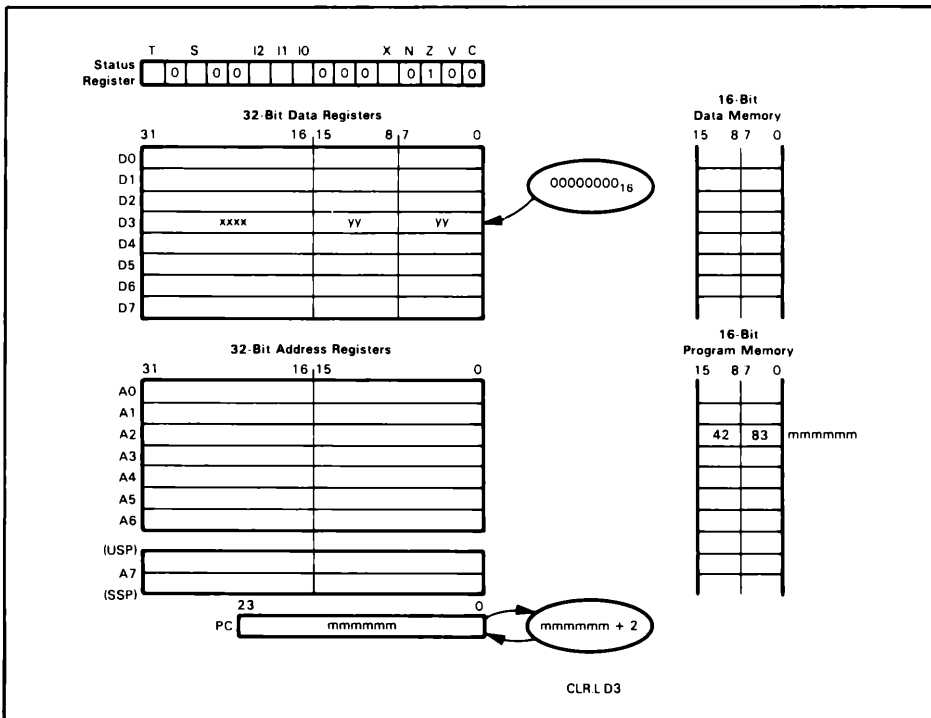 T S I2 I1 I0 X N Z V C
Status
Register
0 0 0 0 0 0 0 1 0 0
32-Bit Data Registers
31 16 15 8 7 0
D0
D1
D2
D3 xxxx yy yy
D4
D5
D6
D7
00000000₁₆
16-Bit
Data Memory
15 8 7 0
32-Bit Address Registers
31 16 15 0
A0
A1
A2
A3
A4
A5
A6
(USP)
A7
(SSP)
16-Bit
Program Memory
15 8 7 0
42 83 mmmmmm
23 0
PC mmmmmm
mmmmmm + 2
CLR.L D3